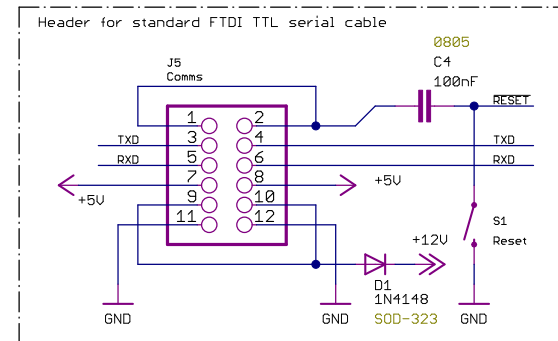 Header for standard FTDI TTL serial cable
0805
J5
C4
Comms
100nF
RESET
1 2
TXD 3 4 TXD
RXD 5 6 RXD
7 8
+5V +5V
9 10
11 12
S1
+12V
Reset
D1
1N4148
GND GND SOD-323 GND